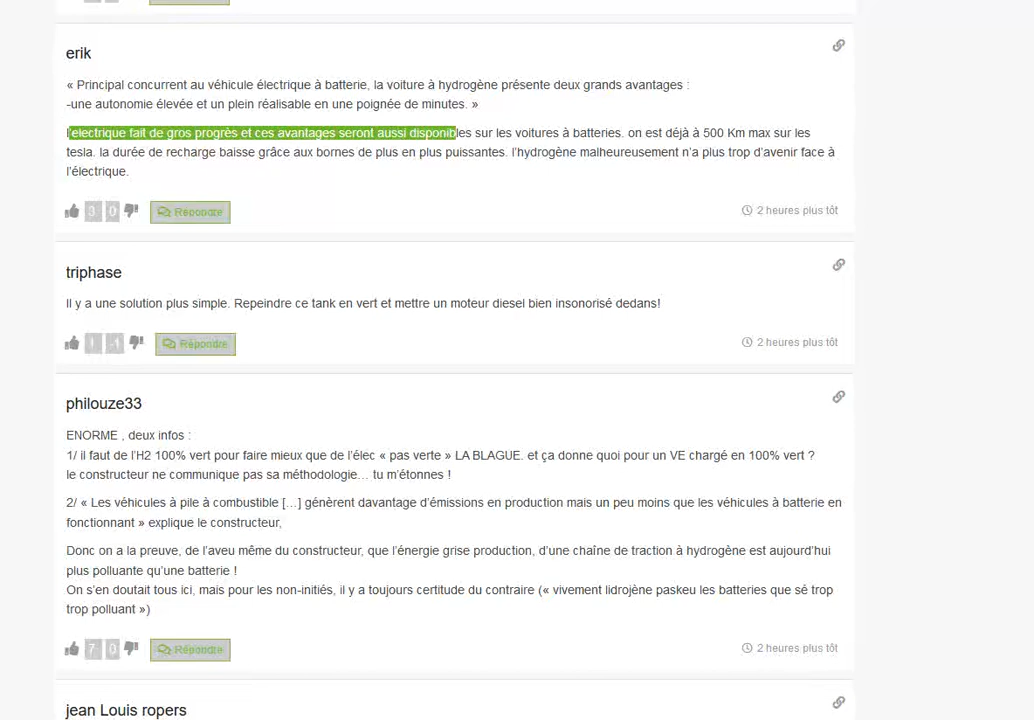 Répondre
erik
« Principal concurrent au véhicule électrique à batterie, la voiture à hydrogène présente deux grands avantages :
-une autonomie élevée et un plein réalisable en une poignée de minutes. »
l'electrique fait de gros progrès et ces avantages seront aussi disponibles sur les voitures à batteries. on est déjà à 500 Km max sur les
tesla. la durée de recharge baisse grâce aux bornes de plus en plus puissantes. l'hydrogène malheureusement n'a plus trop d'avenir face à
l'électrique.
3 0 Répondre 2 heures plus tôt
triphase
Il y a une solution plus simple. Repeindre ce tank en vert et mettre un moteur diesel bien insonorisé dedans!
1 -1 Répondre 2 heures plus tôt
philouze33
ENORME , deux infos :
1/ il faut de l'H2 100% vert pour faire mieux que de l'élec « pas verte » LA BLAGUE. et ça donne quoi pour un VE chargé en 100% vert ?
le constructeur ne communique pas sa méthodologie… tu m'étonnes !
2/ « Les véhicules à pile à combustible […] génèrent davantage d'émissions en production mais un peu moins que les véhicules à batterie en
fonctionnant » explique le constructeur,
Donc on a la preuve, de l'aveu même du constructeur, que l'énergie grise production, d'une chaîne de traction à hydrogène est aujourd'hui
plus polluante qu'une batterie !
On s'en doutait tous ici, mais pour les non-initiés, il y a toujours certitude du contraire (« vivement lidrojène paskeu les batteries que sé trop
trop polluant »)
7 0 Répondre 2 heures plus tôt
jean Louis ropers